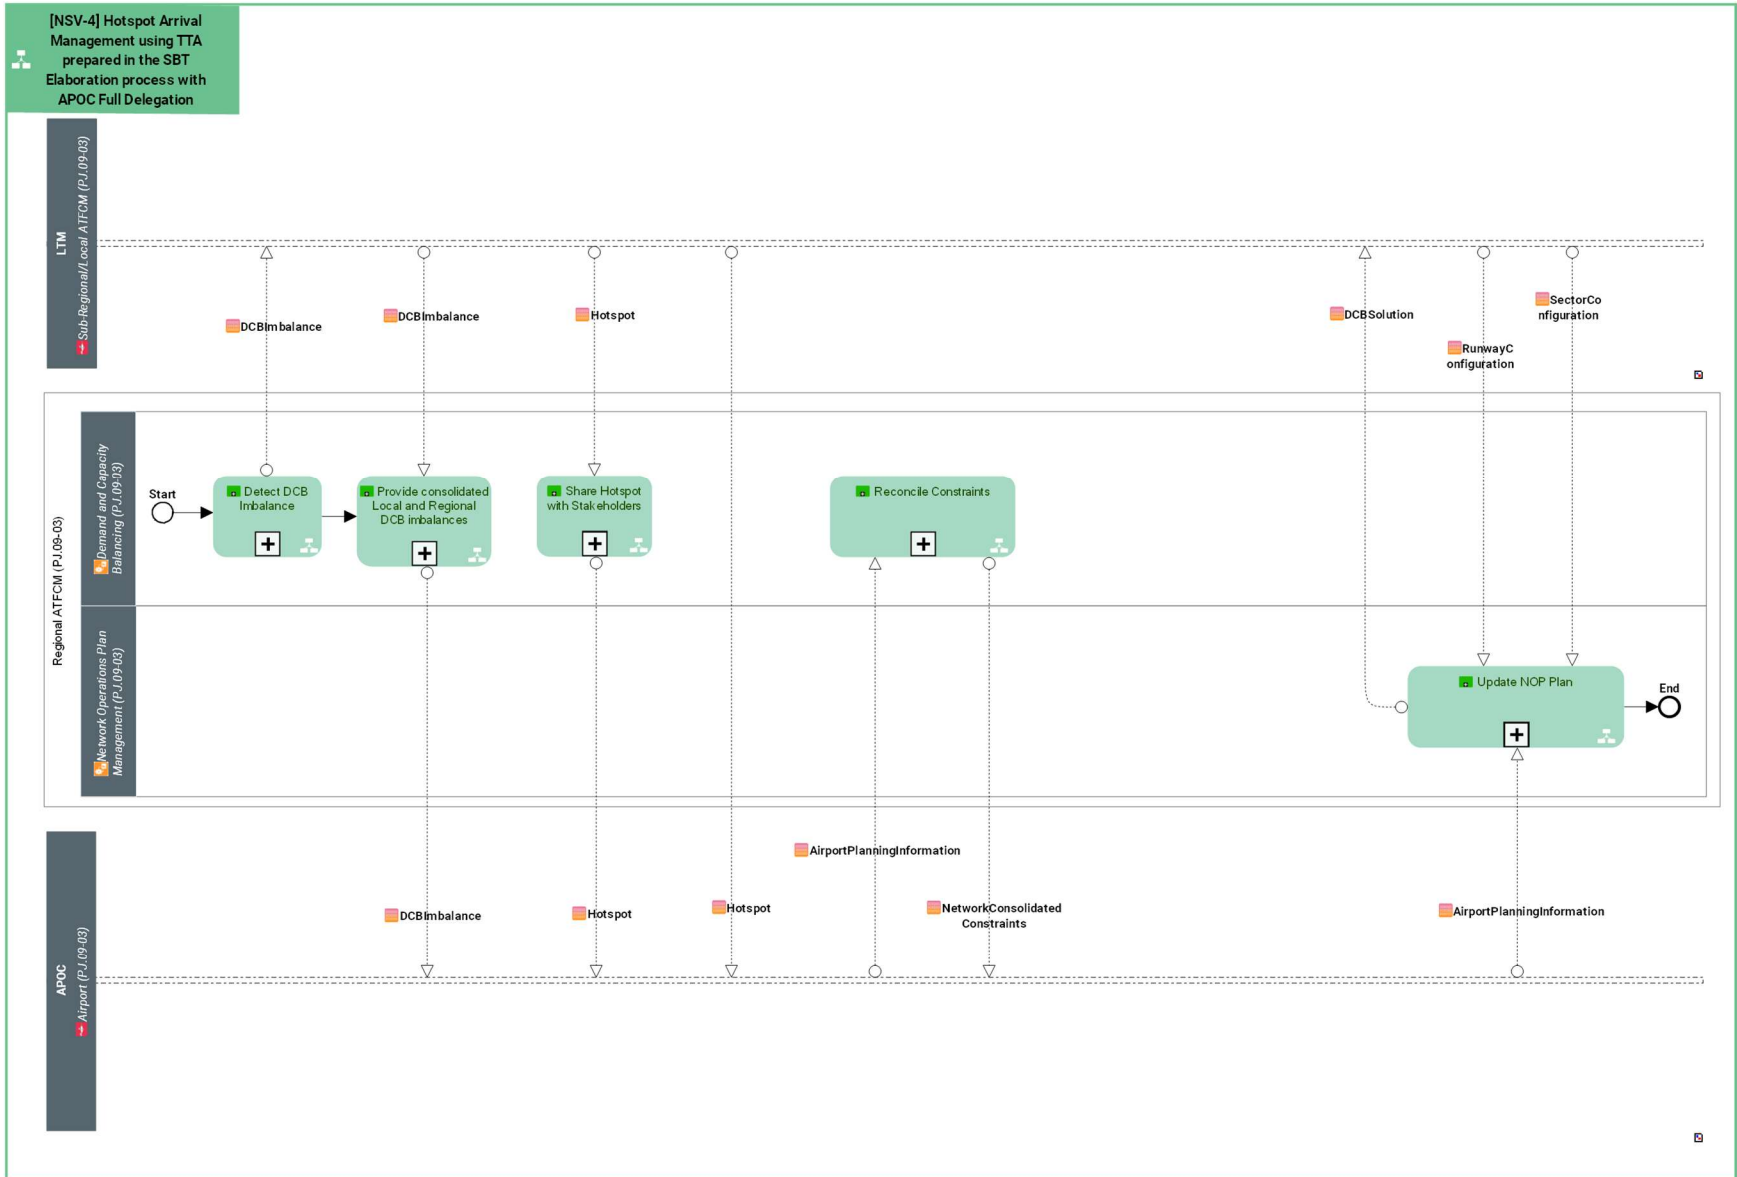 [NSV-4] Hotspot Arrival
Management using TTA
prepared in the SBT
Elaboration process with
APOC Full Delegation
LTM
Sub-Regional/Local ATFCM (PJ.09-03)
DCBImbalance
DCBImbalance
Hotspot
DCBSolution
SectorCo
nfiguration
RunwayC
onfiguration
Regional ATFCM (PJ.09-03)
Demand and Capacity
Balancing (PJ.09-03)
Start
Detect DCB
Imbalance
Provide consolidated
Local and Regional
DCB imbalances
Share Hotspot
with Stakeholders
Reconcile Constraints
Network Operations Plan
Management (PJ.09-03)
Update NOP Plan
End
APOC
Airport (PJ.09-03)
DCBImbalance
Hotspot
Hotspot
AirportPlanningInformation
NetworkConsolidated
Constraints
AirportPlanningInformation